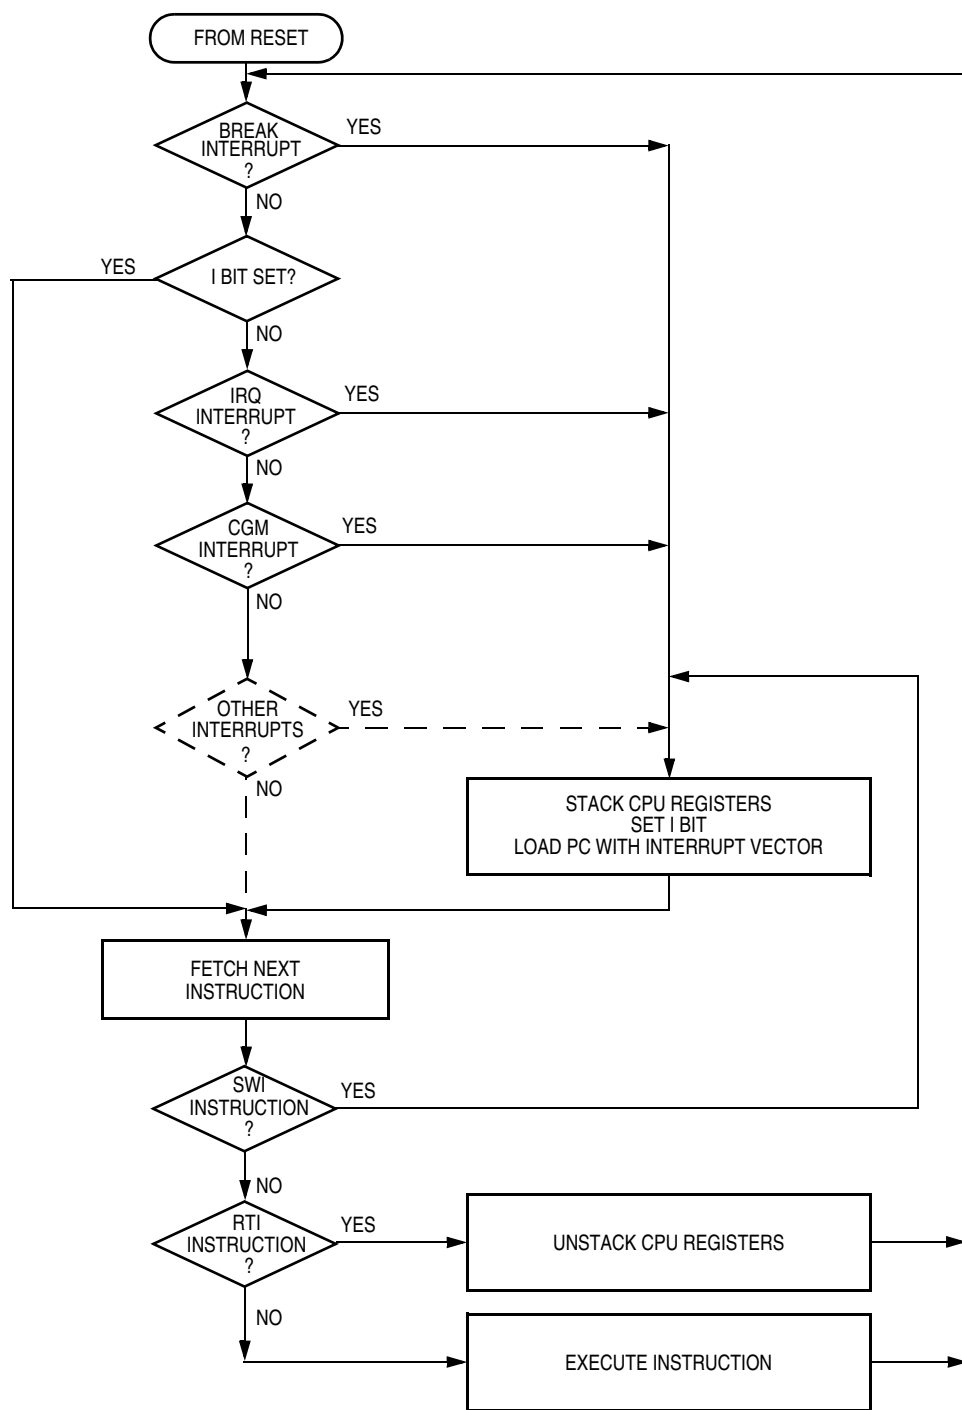 FROM RESET
BREAK
INTERRUPT
?
YES
NO
YES
I BIT SET?
NO
IRQ
INTERRUPT
?
YES
NO
CGM
INTERRUPT
?
YES
NO
OTHER
INTERRUPTS
?
YES
NO
STACK CPU REGISTERS
SET I BIT
LOAD PC WITH INTERRUPT VECTOR
FETCH NEXT
INSTRUCTION
SWI
INSTRUCTION
?
YES
NO
RTI
INSTRUCTION
?
YES
UNSTACK CPU REGISTERS
NO
EXECUTE INSTRUCTION